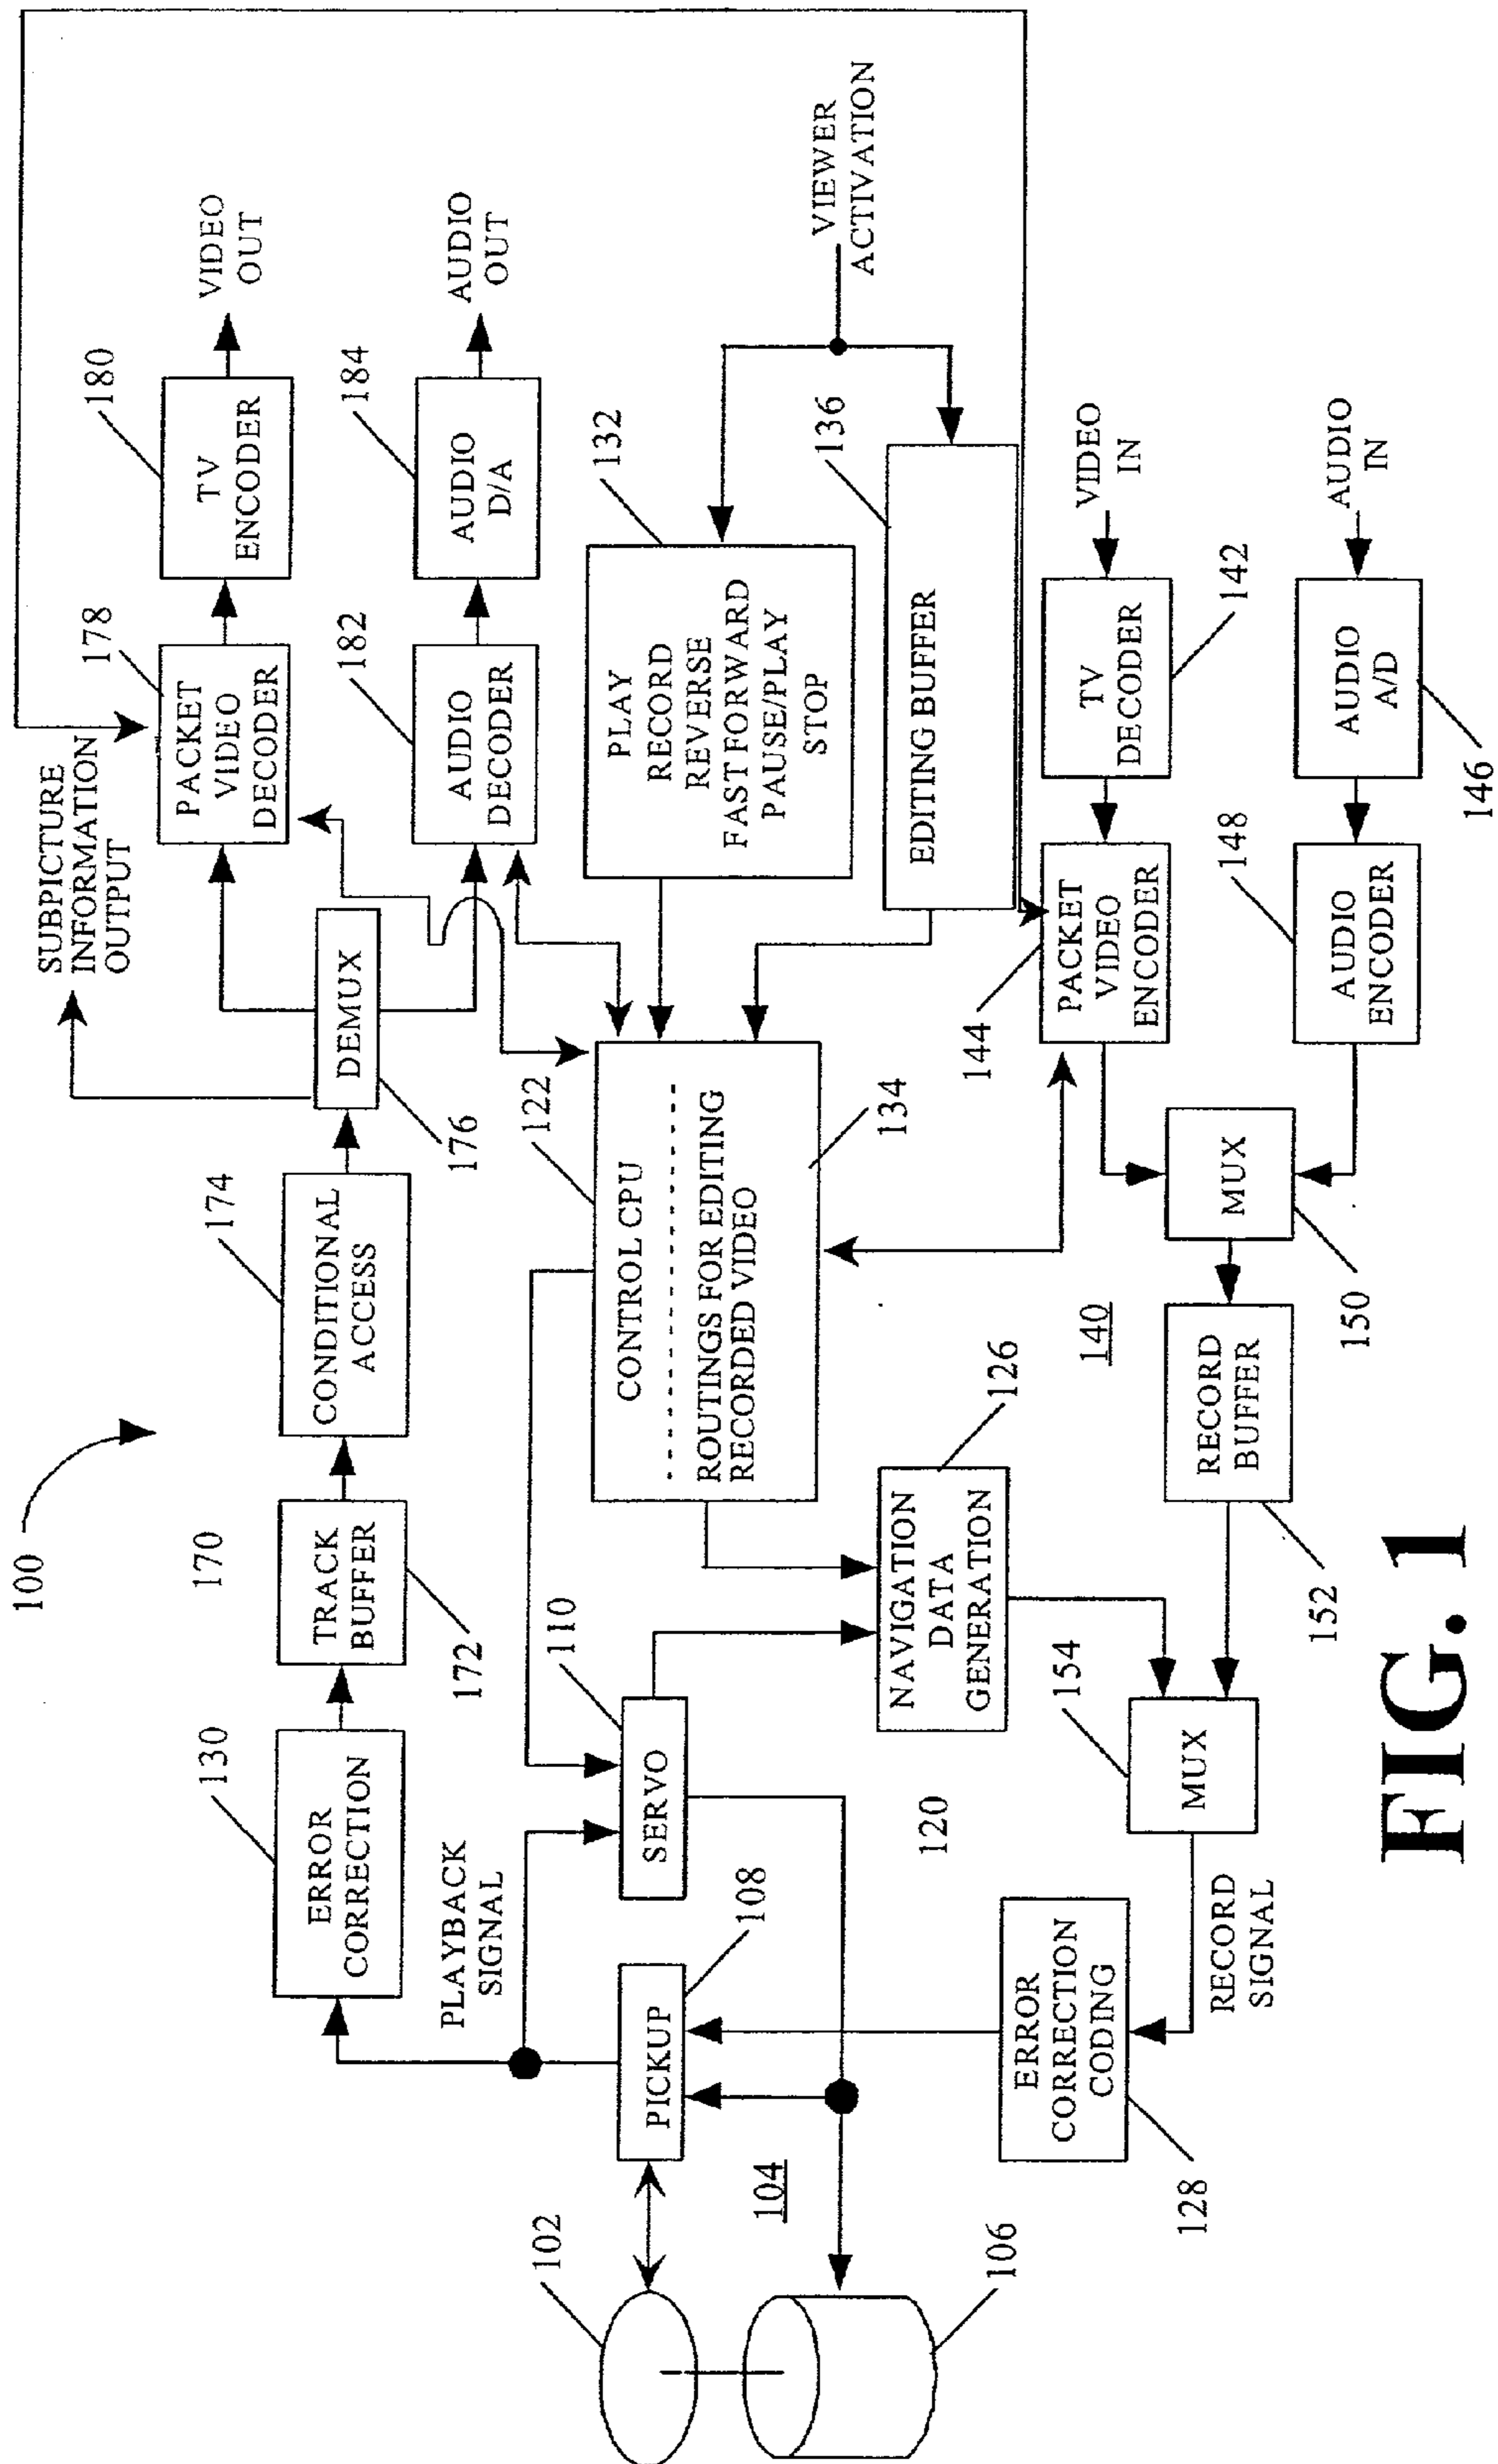 100
170
130
ERROR
CORRECTION
TRACK
BUFFER
172
174
CONDITIONAL
ACCESS
DEMUX
176
SUBPICTURE
INFORMATION
OUTPUT
178
PACKET
VIDEO
DECODER
180
TV
ENCODER
VIDEO
OUT
182
AUDIO
DECODER
184
AUDIO
D/A
AUDIO
OUT
PLAYBACK
SIGNAL
102
104
106
108
PICKUP
110
SERVO
122
CONTROL CPU
ROUTINGS FOR EDITING
RECORDED VIDEO
134
132
PLAY
RECORD
REVERSE
FAST FORWARD
PAUSE/PLAY
STOP
136
EDITING BUFFER
VIEWER
ACTIVATION
120
126
NAVIGATION
DATA
GENERATION
128
ERROR
CORRECTION
CODING
RECORD
SIGNAL
154
MUX
140
152
RECORD
BUFFER
150
MUX
144
PACKET
VIDEO
ENCODER
142
TV
DECODER
VIDEO
IN
148
AUDIO
ENCODER
146
AUDIO
A/D
AUDIO
IN
FIG. 1